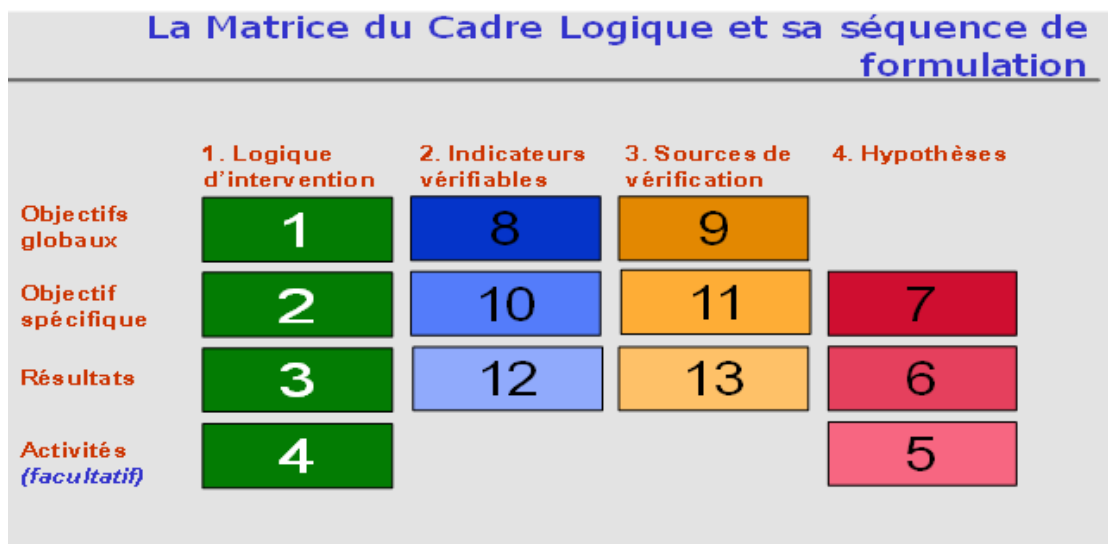 La Matrice du Cadre Logique et sa séquence de
formulation
1. Logique
d'intervention
2. Indicateurs
vérifiables
3. Sources de
vérification
4. Hypothèses
Objectifs
globaux
1
8
9
Objectif
spécifique
2
10
11
7
Résultats
3
12
13
6
Activités
(facultatif)
4
5